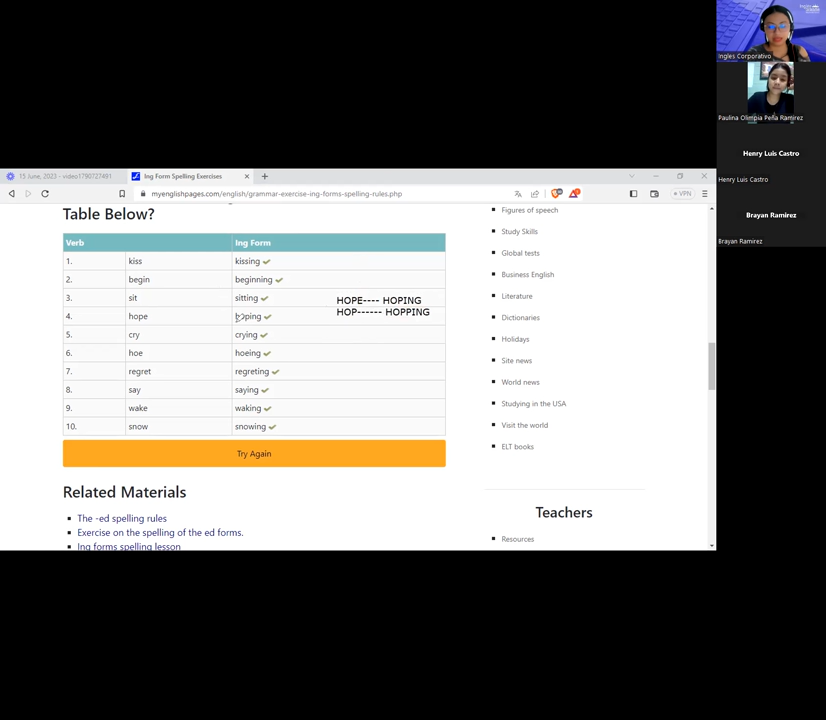 Ingles Corporativo
Paulina Olimpia Peña Ramirez
Henry Luis Castro
Henry Luis Castro
Brayan Ramirez
Brayan Ramirez
15 June, 2023 - video1790727491
Ing Form Spelling Exercises
myenglishpages.com/english/grammar-exercise-ing-forms-spelling-rules.php
VPN
Table Below?
Verb Ing Form
1. kiss kissing
2. begin beginning
3. sit sitting
4. hope hoping
5. cry crying
6. hoe hoeing
7. regret regreting
8. say saying
9. wake waking
10. snow snowing
HOPE---- HOPING
HOP------ HOPPING
Try Again
Related Materials
The -ed spelling rules
Exercise on the spelling of the ed forms.
Ing forms spelling lesson
Figures of speech
Study Skills
Global tests
Business English
Literature
Dictionaries
Holidays
Site news
World news
Studying in the USA
Visit the world
ELT books
Teachers
Resources